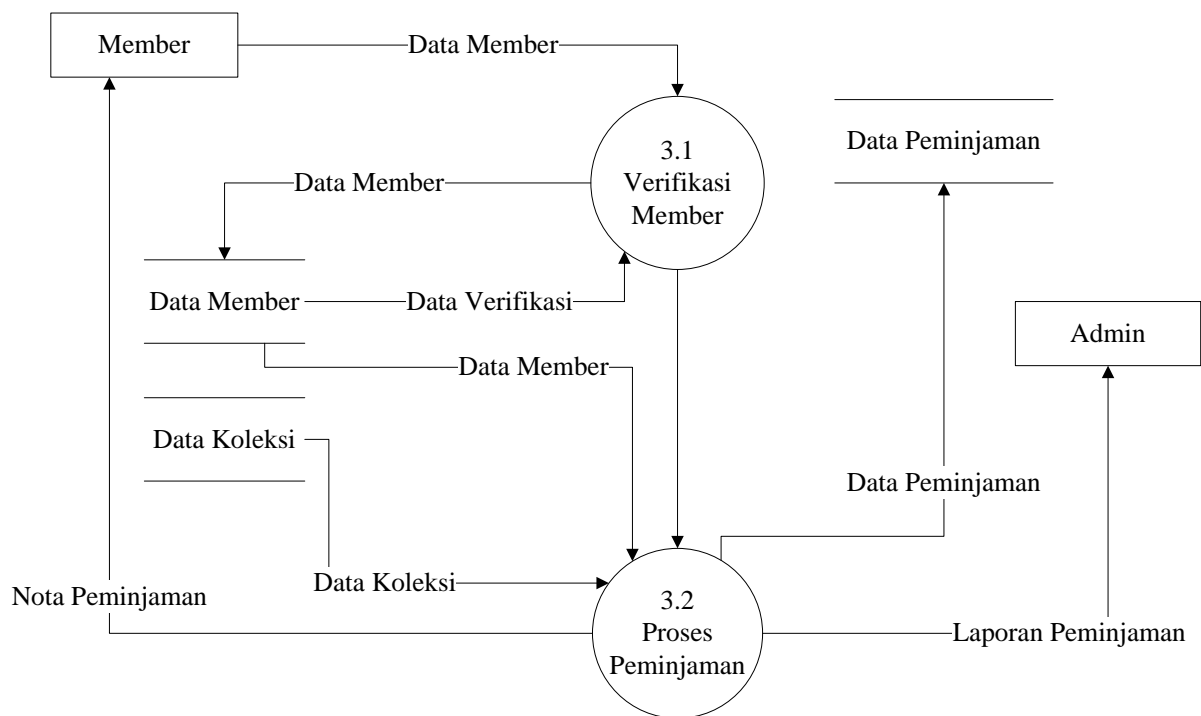 Member
Data Member
3.1
Verifikasi
Member
Data Peminjaman
Data Member
Data Member
Data Verifikasi
Admin
Data Member
Data Koleksi
Data Peminjaman
Data Koleksi
Nota Peminjaman
3.2
Proses
Peminjaman
Laporan Peminjaman